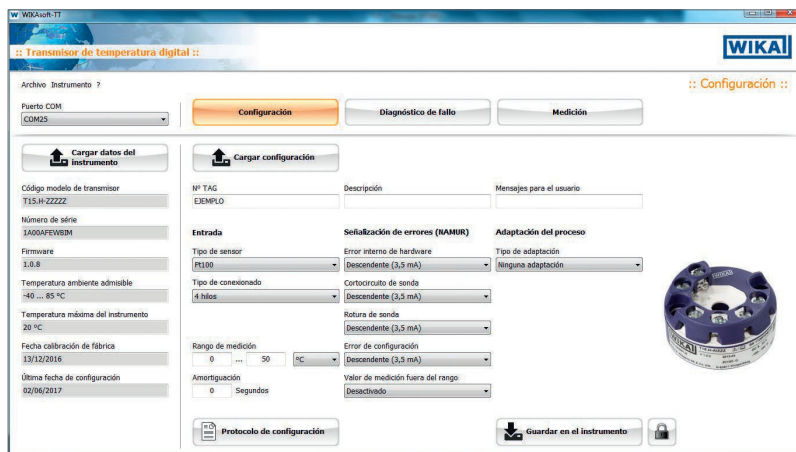 WIKAsoft-TT
:: Transmisor de temperatura digital ::
WIKA
Archivo Instrumento ?
:: Configuración ::
Puerto COM
COM25
Configuración
Diagnóstico de fallo
Medición
Cargar datos del
instrumento
Cargar configuración
Código modelo de transmisor
T15.H-ZZZZZ
Número de série
1A00AFEWBIM
Firmware
1.0.8
Temperatura ambiente admisible
-40 ... 85 °C
Temperatura máxima del instrumento
20 °C
Fecha calibración de fábrica
13/12/2016
Última fecha de configuración
02/06/2017
Nº TAG
EJEMPLO
Descripción
Mensajes para el usuario
Entrada
Tipo de sensor
Pt100
Tipo de conexionado
4 hilos
Rango de medición
0 ... 50 °C
Amortiguación
0 Segundos
Señalización de errores (NAMUR)
Error interno de hardware
Descendente (3,5 mA)
Cortocircuito de sonda
Descendente (3,5 mA)
Rotura de sonda
Descendente (3,5 mA)
Error de configuración
Descendente (3,5 mA)
Valor de medición fuera del rango
Desactivado
Adaptación del proceso
Tipo de adaptación
Ninguna adaptación
WIKA
Protocolo de configuración
Guardar en el instrumento